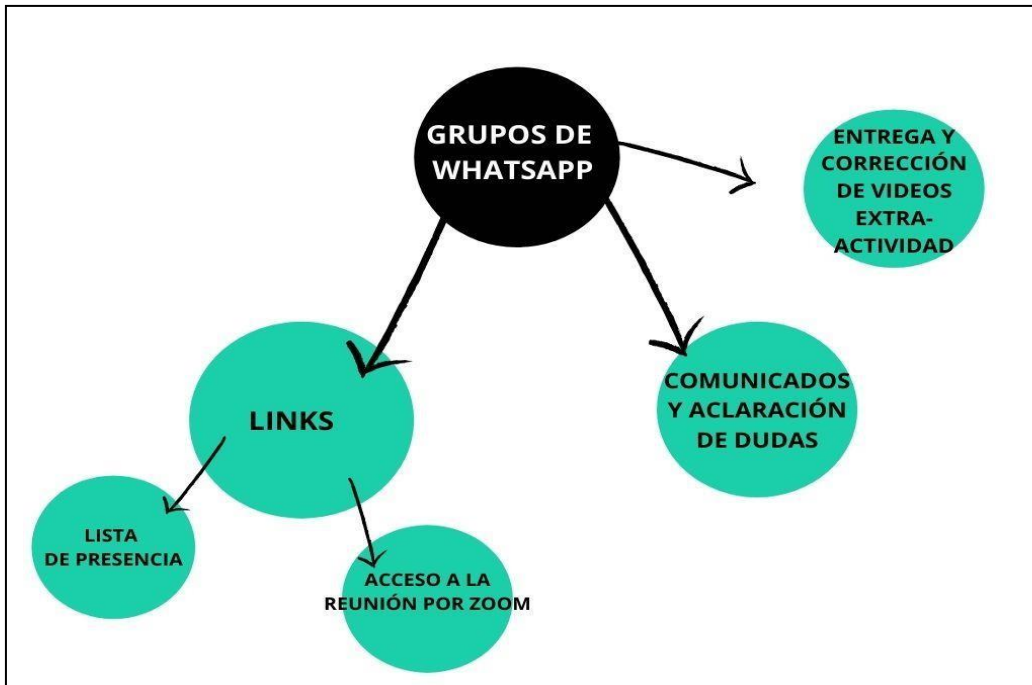 GRUPOS DE
WHATSAPP
ENTREGA Y
CORRECCIÓN
DE VIDEOS
EXTRA-
ACTIVIDAD
LINKS
COMUNICADOS
Y ACLARACIÓN
DE DUDAS
LISTA
DE PRESENCIA
ACCESO A LA
REUNIÓN POR ZOOM